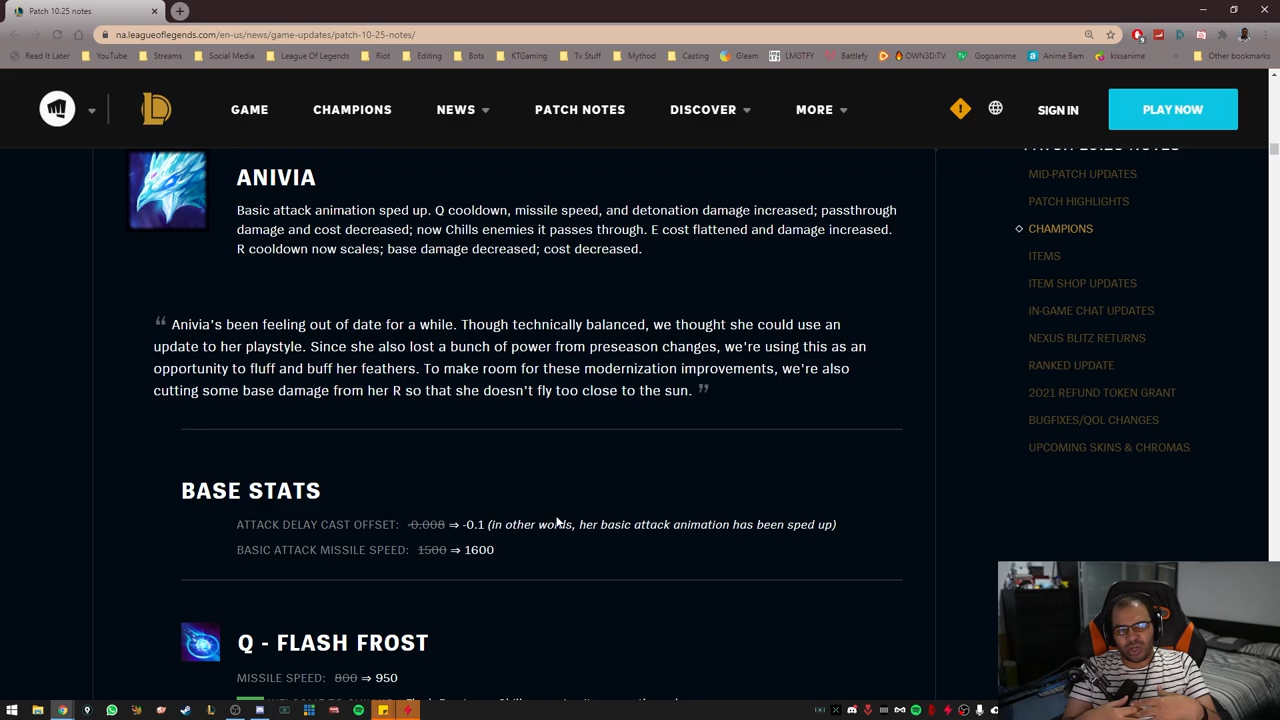 Patch 10.25 notes
na.leagueoflegends.com/en-us/news/game-updates/patch-10-25-notes/
Read It Later YouTube Streams Social Media League Of Legends Riot Editing Bots KTGaming Tv Stuff Mythod Casting Gleam LMGTFY Battlefy OWN3D.TV Gogoanime Anime Bam kissanime Other bookmarks
GAME CHAMPIONS NEWS PATCH NOTES DISCOVER MORE SIGN IN PLAY NOW
ANIVIA
Basic attack animation sped up. Q cooldown, missile speed, and detonation damage increased; passthrough
damage and cost decreased; now Chills enemies it passes through. E cost flattened and damage increased.
R cooldown now scales; base damage decreased; cost decreased.
“ Anivia's been feeling out of date for a while. Though technically balanced, we thought she could use an
update to her playstyle. Since she also lost a bunch of power from preseason changes, we're using this as an
opportunity to fluff and buff her feathers. To make room for these modernization improvements, we're also
cutting some base damage from her R so that she doesn't fly too close to the sun. ”
BASE STATS
ATTACK DELAY CAST OFFSET: -0.008 ⇒ -0.1 (in other words, her basic attack animation has been sped up)
BASIC ATTACK MISSILE SPEED: 1500 ⇒ 1600
Q - FLASH FROST
MISSILE SPEED: 800 ⇒ 950
MID-PATCH UPDATES
PATCH HIGHLIGHTS
CHAMPIONS
ITEMS
ITEM SHOP UPDATES
IN-GAME CHAT UPDATES
NEXUS BLITZ RETURNS
RANKED UPDATE
2021 REFUND TOKEN GRANT
BUGFIXES/QOL CHANGES
UPCOMING SKINS & CHROMAS